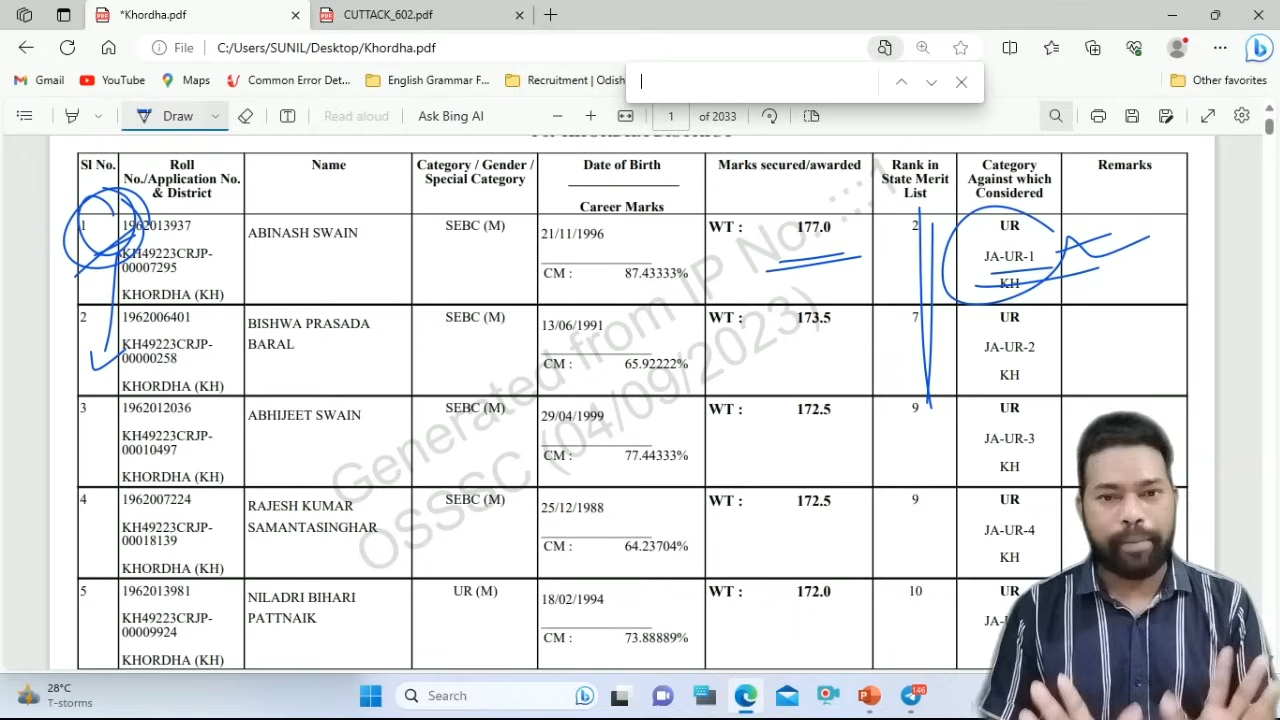 *Khordha.pdf
CUTTACK_602.pdf
File
C:/Users/SUNIL/Desktop/Khordha.pdf
Gmail
YouTube
Maps
Common Error Det...
English Grammar F...
Recruitment | Odish
Other favorites
Draw
Read aloud
Ask Bing AI
1
of 2033
Sl No.
Roll
No./Application No.
& District
Name
Category / Gender /
Special Category
Date of Birth
Career Marks
Marks secured/awarded
Rank in
State Merit
List
Category
Against which
Considered
Remarks
1
1962013937
KH49223CRJP-
00007295
KHORDHA (KH)
ABINASH SWAIN
SEBC (M)
21/11/1996
CM : 87.43333%
WT : 177.0
2
UR
JA-UR-1
KH
2
1962006401
KH49223CRJP-
00000258
KHORDHA (KH)
BISHWA PRASADA
BARAL
SEBC (M)
13/06/1991
CM : 65.92222%
WT : 173.5
7
UR
JA-UR-2
KH
3
1962012036
KH49223CRJP-
00010497
KHORDHA (KH)
ABHIJEET SWAIN
SEBC (M)
29/04/1999
CM : 77.44333%
WT : 172.5
9
UR
JA-UR-3
KH
4
1962007224
KH49223CRJP-
00018139
KHORDHA (KH)
RAJESH KUMAR
SAMANTASINGHAR
SEBC (M)
25/12/1988
CM : 64.23704%
WT : 172.5
9
UR
JA-UR-4
KH
5
1962013981
KH49223CRJP-
00009924
KHORDHA (KH)
NILADRI BIHARI
PATTNAIK
UR (M)
18/02/1994
CM : 73.88889%
WT : 172.0
10
UR
Generated from IP No.:::::1
OSSSC (04/09/2023)
28°C
T-storms
Search
146